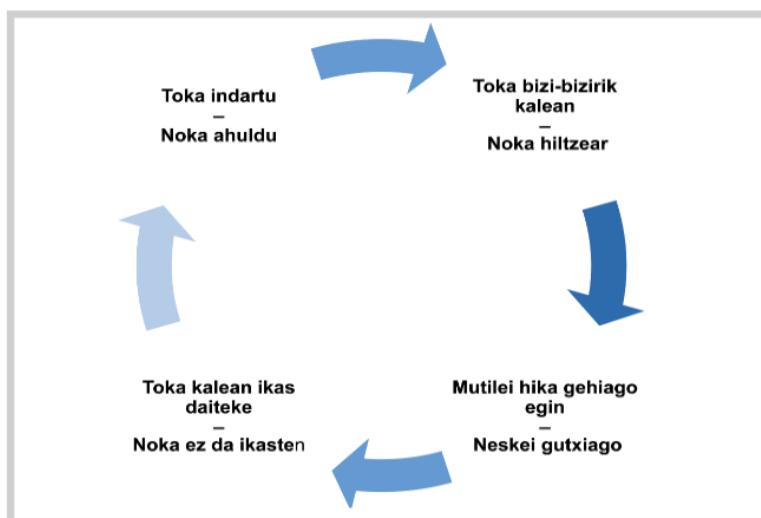 Toka indartu
–
Noka ahuldu
Toka bizi-bizirik
kalean
–
Noka hiltzear
Mutilei hika gehiago
egin
–
Neskei gutxiago
Toka kalean ikas
daiteke
–
Noka ez da ikasten